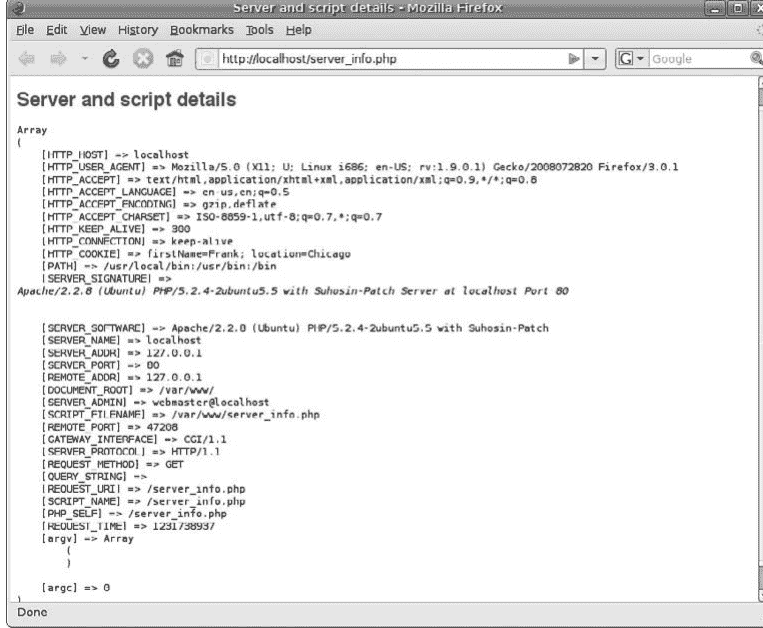 Server and script details - Mozilla Firefox
File Edit View History Bookmarks Tools Help
http://localhost/server_info.php
G Google
Server and script details
Array
(
[HTTP_HOST] => localhost
[HTTP_USER_AGENT] => Mozilla/5.0 (X11; U; Linux i686; en-US; rv:1.9.0.1) Gecko/2008072820 Firefox/3.0.1
[HTTP_ACCEPT] => text/html,application/xhtml+xml,application/xml;q=0.9,*/*;q=0.8
[HTTP_ACCEPT_LANGUAGE] => en-us,en;q=0.5
[HTTP_ACCEPT_ENCODING] => gzip,deflate
[HTTP_ACCEPT_CHARSET] => ISO-8859-1,utf-8;q=0.7,*;q=0.7
[HTTP_KEEP_ALIVE] => 300
[HTTP_CONNECTION] => keep-alive
[HTTP_COOKIE] => firstName=Frank; location=Chicago
[PATH] => /usr/local/bin:/usr/bin:/bin
[SERVER_SIGNATURE] =>
Apache/2.2.8 (Ubuntu) PHP/5.2.4-2ubuntu5.5 with Suhosin-Patch Server at localhost Port 80
[SERVER_SOFTWARE] => Apache/2.2.8 (Ubuntu) PHP/5.2.4-2ubuntu5.5 with Suhosin-Patch
[SERVER_NAME] => localhost
[SERVER_ADDR] => 127.0.0.1
[SERVER_PORT] => 80
[REMOTE_ADDR] => 127.0.0.1
[DOCUMENT_ROOT] => /var/www/
[SERVER_ADMIN] => webmaster@localhost
[SCRIPT_FILENAME] => /var/www/server_info.php
[REMOTE_PORT] => 47208
[GATEWAY_INTERFACE] => CGI/1.1
[SERVER_PROTOCOL] => HTTP/1.1
[REQUEST_METHOD] => GET
[QUERY_STRING] =>
[REQUEST_URI] => /server_info.php
[SCRIPT_NAME] => /server_info.php
[PHP_SELF] => /server_info.php
[REQUEST_TIME] => 1231738937
[argv] => Array
(
)
[argc] => 0
)
Done